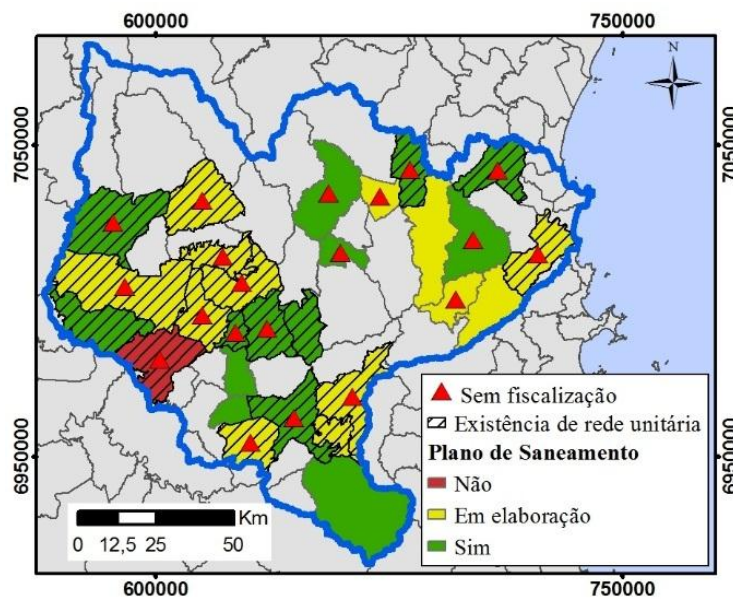 600000 750000
N
7050000 7050000
6950000 6950000
Sem fiscalização
Existência de rede unitária
Plano de Saneamento
Não
Em elaboração
Sim
Km
0 12,5 25 50
600000 750000